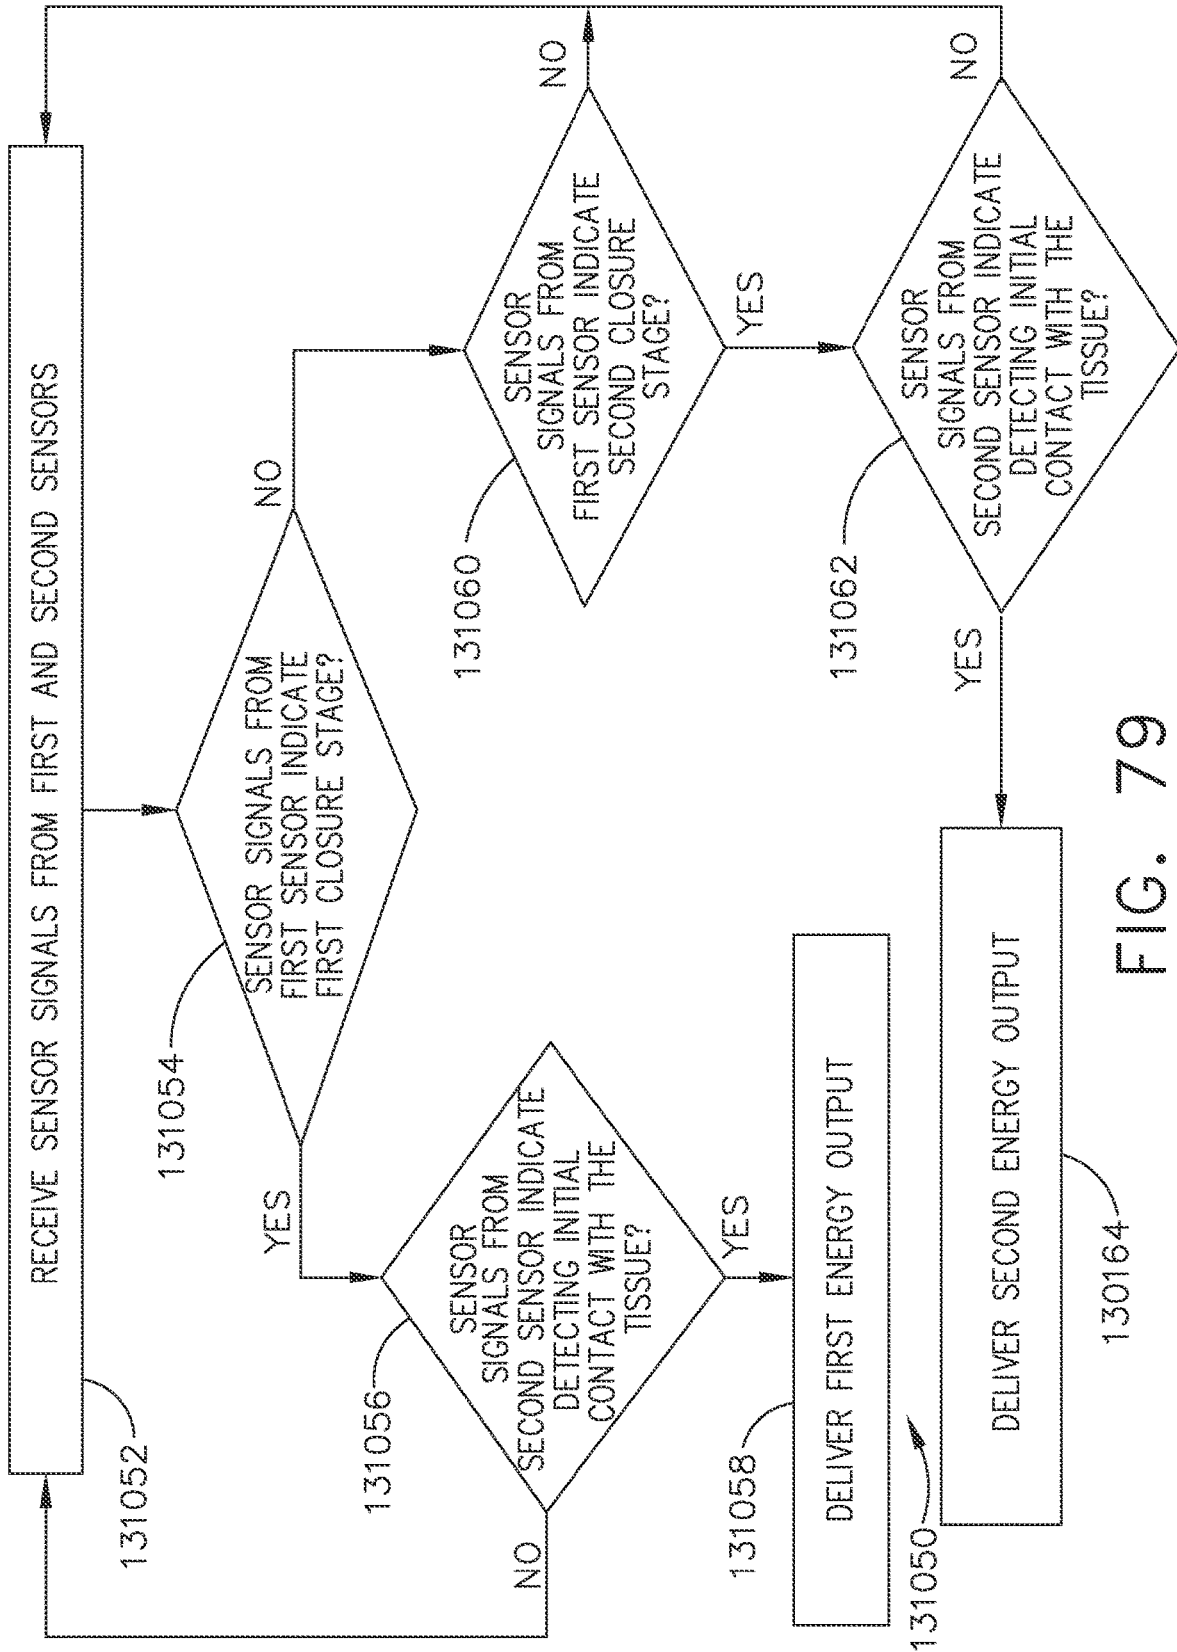 RECEIVE SENSOR SIGNALS FROM FIRST AND SECOND SENSORS
131052
SENSOR SIGNALS FROM
FIRST SENSOR INDICATE
FIRST CLOSURE STAGE?
131054
YES
NO
SENSOR
SIGNALS FROM
SECOND SENSOR INDICATE
DETECTING INITIAL
CONTACT WITH THE
TISSUE?
131056
NO
YES
SENSOR
SIGNALS FROM
FIRST SENSOR INDICATE
SECOND CLOSURE
STAGE?
131060
NO
YES
DELIVER FIRST ENERGY OUTPUT
131058
SENSOR
SIGNALS FROM
SECOND SENSOR INDICATE
DETECTING INITIAL
CONTACT WITH THE
TISSUE?
131062
NO
YES
131050
DELIVER SECOND ENERGY OUTPUT
130164
FIG. 79